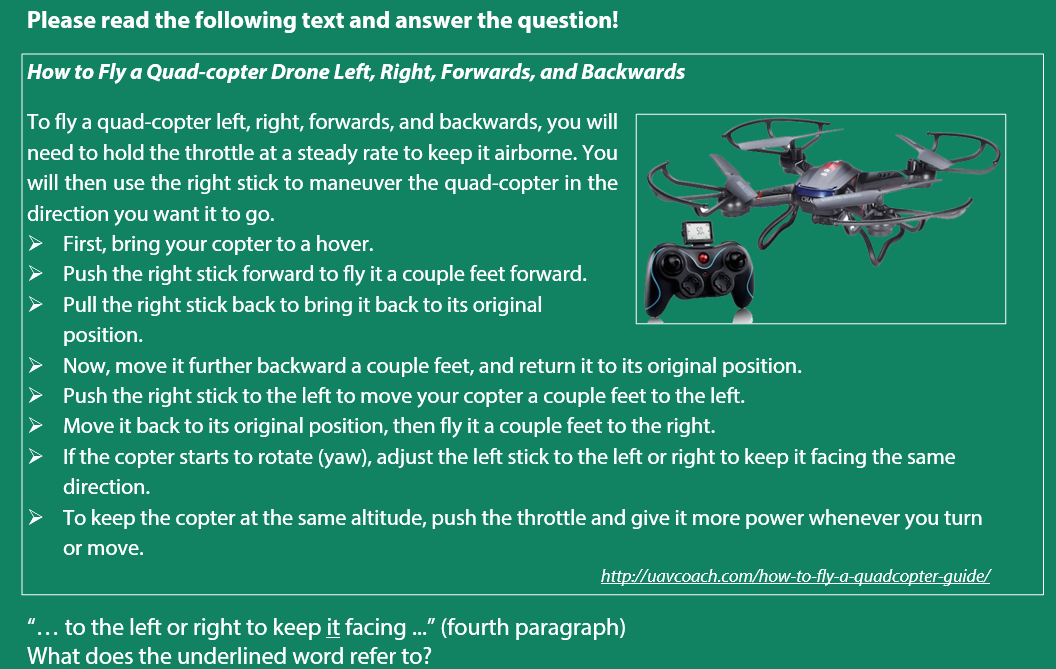 Please read the following text and answer the question!
How to Fly a Quad-copter Drone Left, Right, Forwards, and Backwards
To fly a quad-copter left, right, forwards, and backwards, you will
need to hold the throttle at a steady rate to keep it airborne. You
will then use the right stick to maneuver the quad-copter in the
direction you want it to go.
➢ First, bring your copter to a hover.
➢ Push the right stick forward to fly it a couple feet forward.
➢ Pull the right stick back to bring it back to its original
position.
➢ Now, move it further backward a couple feet, and return it to its original position.
➢ Push the right stick to the left to move your copter a couple feet to the left.
➢ Move it back to its original position, then fly it a couple feet to the right.
➢ If the copter starts to rotate (yaw), adjust the left stick to the left or right to keep it facing the same
direction.
➢ To keep the copter at the same altitude, push the throttle and give it more power whenever you turn
or move.
http://uavcoach.com/how-to-fly-a-quadcopter-guide/
“… to the left or right to keep it facing ...” (fourth paragraph)
What does the underlined word refer to?